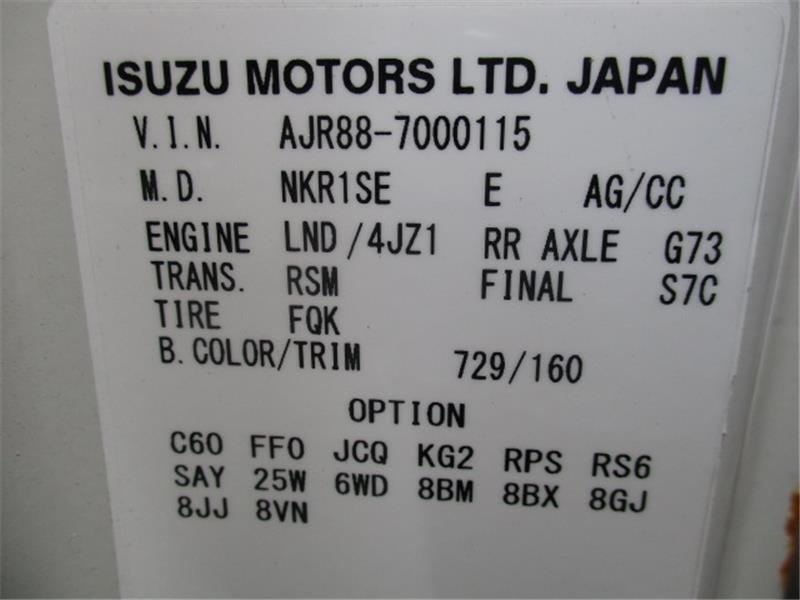 ISUZU MOTORS LTD. JAPAN
V.I.N. AJR88-7000115
M.D. NKR1SE E AG/CC
ENGINE LND/4JZ1 RR AXLE G73
TRANS. RSM FINAL S7C
TIRE FQK
B.COLOR/TRIM 729/160
OPTION
C60 FF0 JCQ KG2 RPS RS6
SAY 25W 6WD 8BM 8BX 8GJ
8JJ 8VN